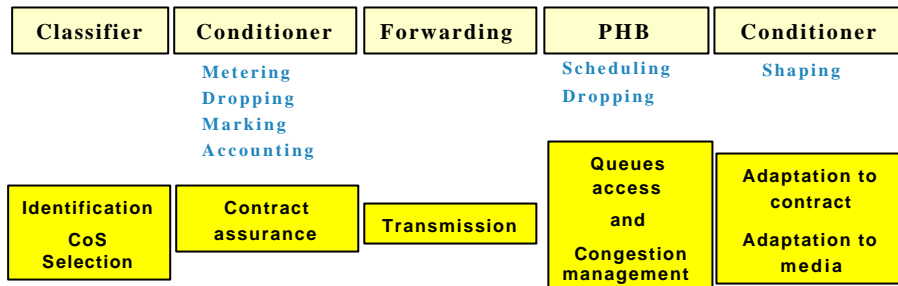 Classifier
Conditioner
Forwarding
PHB
Conditioner
Metering
Dropping
Marking
Accounting
Scheduling
Dropping
Shaping
Identification
CoS
Selection
Contract
assurance
Transmission
Queues
access
and
Congestion
management
Adaptation to
contract
Adaptation to
media